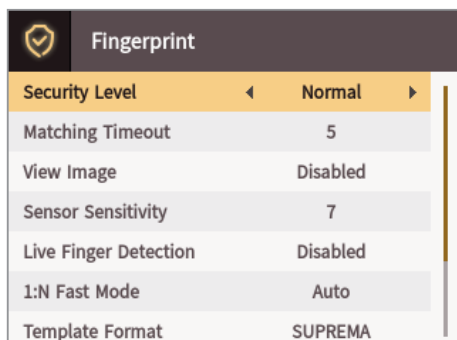 Fingerprint
Security Level Normal
Matching Timeout 5
View Image Disabled
Sensor Sensitivity 7
Live Finger Detection Disabled
1:N Fast Mode Auto
Template Format SUPREMA